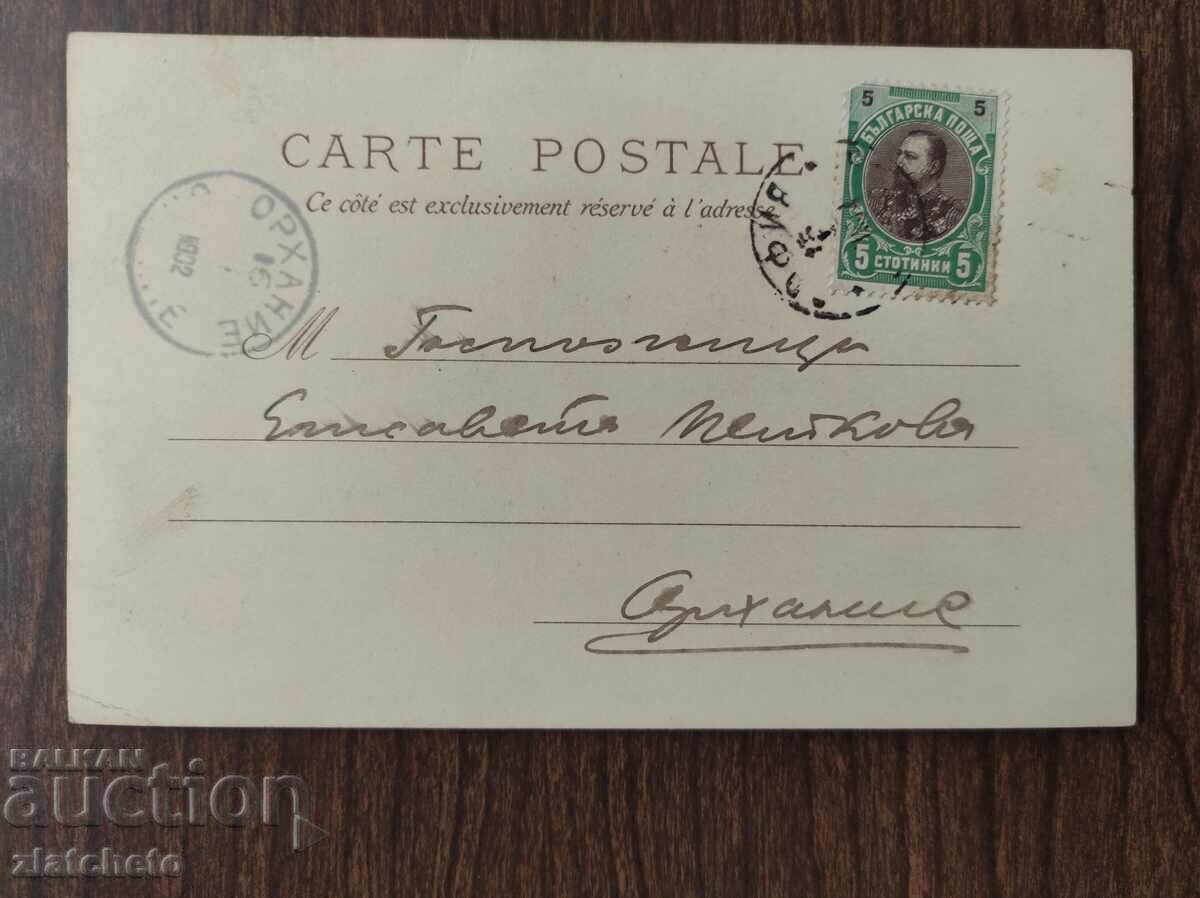 CARTE POSTALE
Ce côté est exclusivement réservé à l'adresse
5 5
БЪЛГАРСКА ПОЩА
5 СТОТИНКИ 5
СОФИЯ
ОРХАНИЕ
16
1902
М Госпожица
Елисавета Петкова
Орхание
BALKAN
auction
zlatcheto